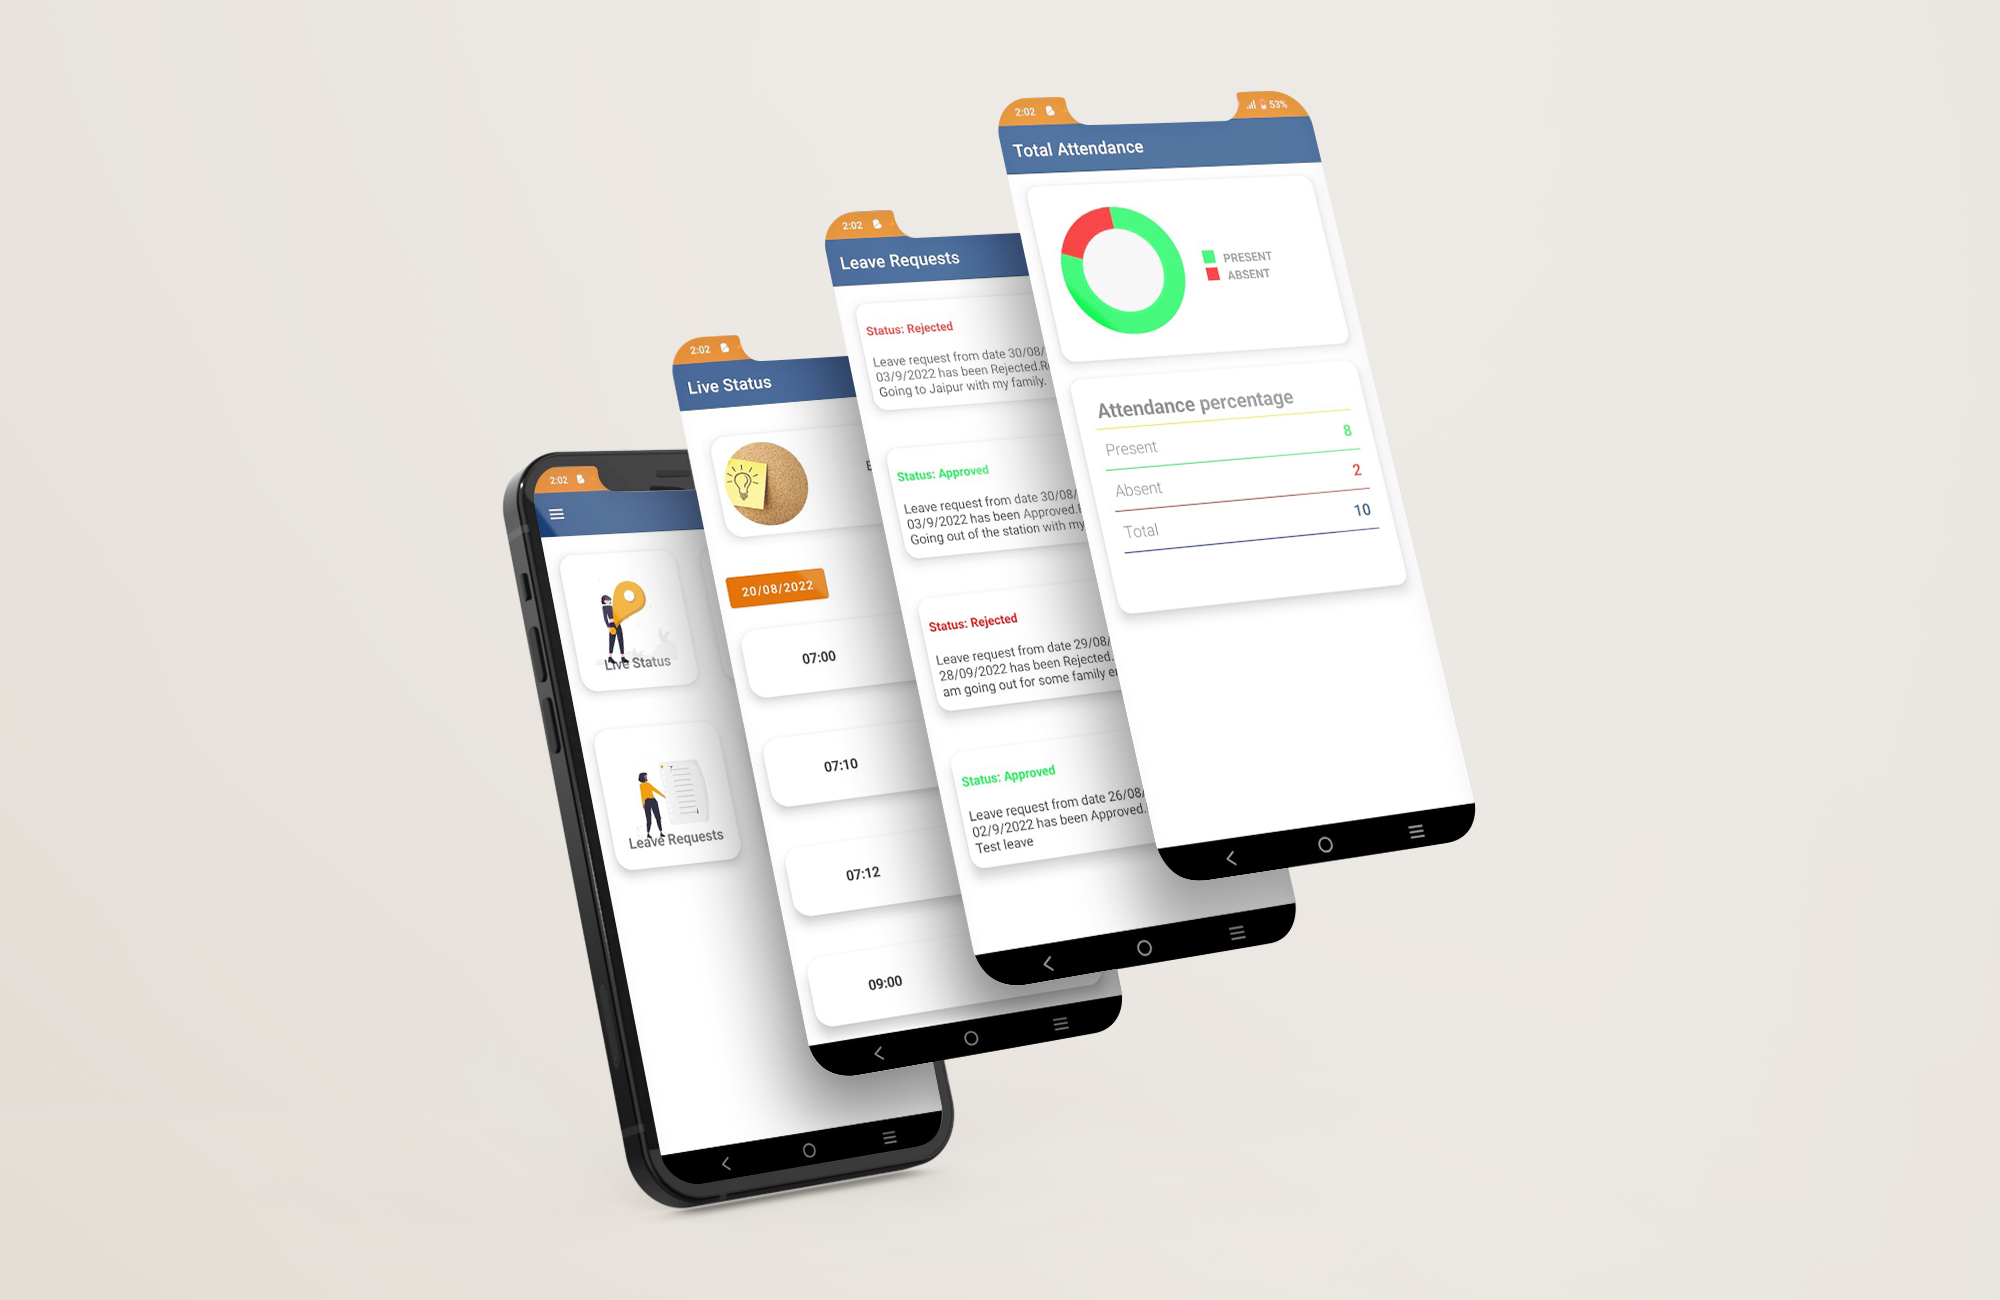 2:02
Live Status
Leave Requests
2:02
Live Status
20/08/2022
07:00
07:10
07:12
09:00
2:02
Leave Requests
Status: Rejected
Leave request from date 30/08/
03/9/2022 has been Rejected.R
Going to Jaipur with my family.
Status: Approved
Leave request from date 30/08/
03/9/2022 has been Approved.
Going out of the station with my
Status: Rejected
Leave request from date 29/08/
28/09/2022 has been Rejected.
am going out for some family
Status: Approved
Leave request from date 26/08/
02/9/2022 has been Approved.
Test leave
2:02
53%
Total Attendance
PRESENT
ABSENT
Attendance percentage
Present 8
Absent 2
Total 10